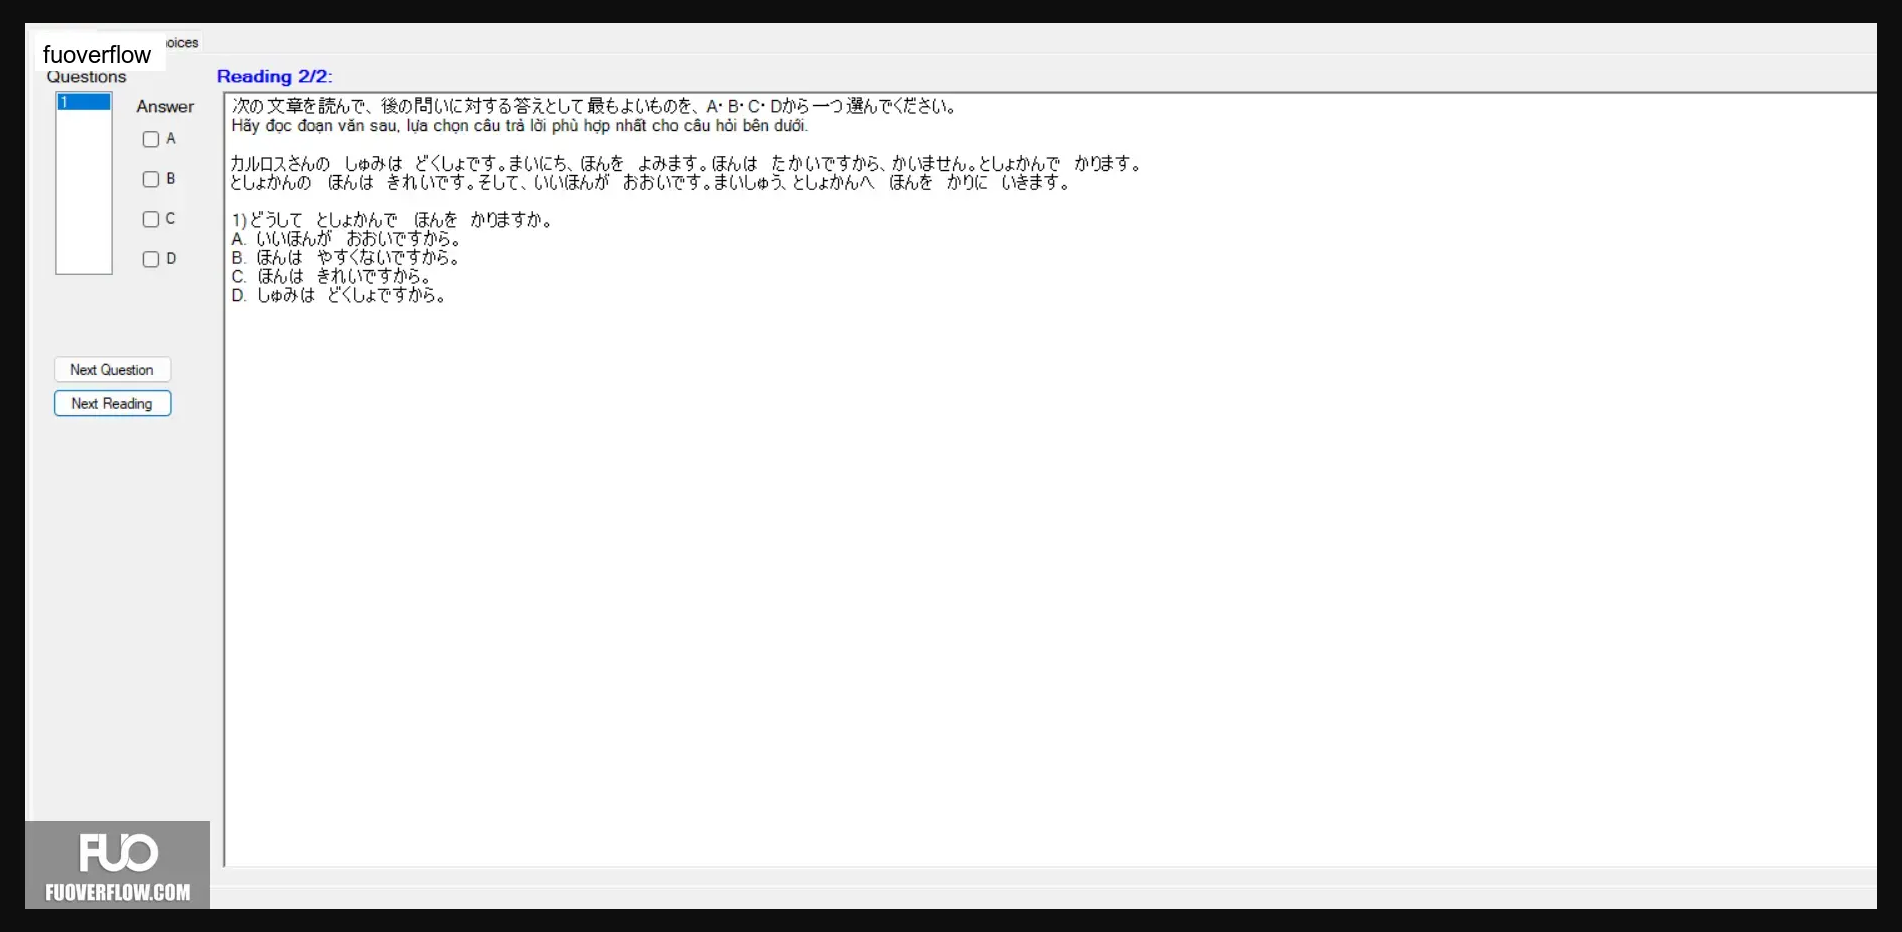 fuoverflow
oices
Questions
Reading 2/2:
1
Answer
A
B
C
D
Next Question
Next Reading
次の文章を読んで、後の問いに対する答えとして最もよいものを、A・B・C・Dから一つ選んでください。
Hãy đọc đoạn văn sau, lựa chọn câu trả lời phù hợp nhất cho câu hỏi bên dưới.
カルロスさんの　しゅみは　どくしょです。まいにち、ほんを　よみます。ほんは　たかいですから、かいません。としょかんで　かります。
としょかんの　ほんは　きれいです。そして、いいほんが　おおいです。まいしゅう、としょかんへ　ほんを　かりに　いきます。
1)どうして　としょかんで　ほんを　かりますか。
A. いいほんが　おおいですから。
B. ほんは　やすくないですから。
C. ほんは　きれいですから。
D. しゅみは　どくしょですから。
FUO
FUOVERFLOW.COM